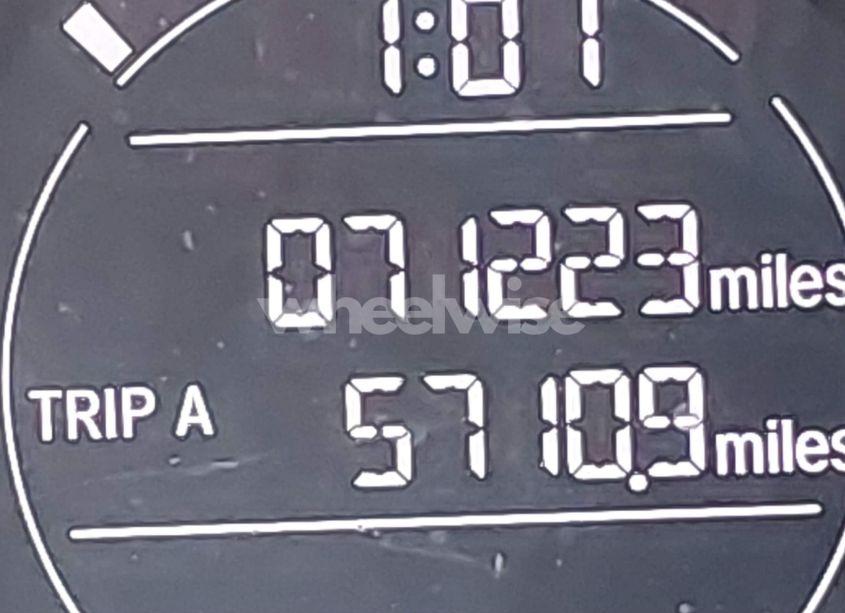 1:01
071223 miles
wheelwise
TRIP A 5710.9 miles